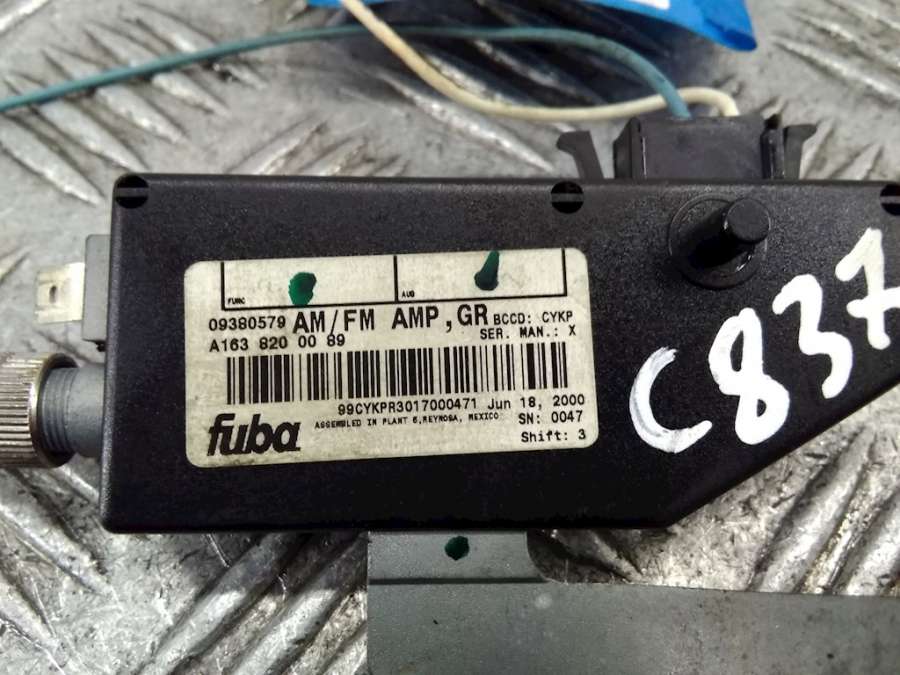 FUNC AUD
09380579 AM/FM AMP,GR BCCD: CYKP
A163 820 00 89 SER. MAN.: X
99CYKPR3017000471 Jun 18, 2000
fuba ASSEMBLED IN PLANT 6, REYNOSA, MEXICO SN: 0047
Shift: 3
C837